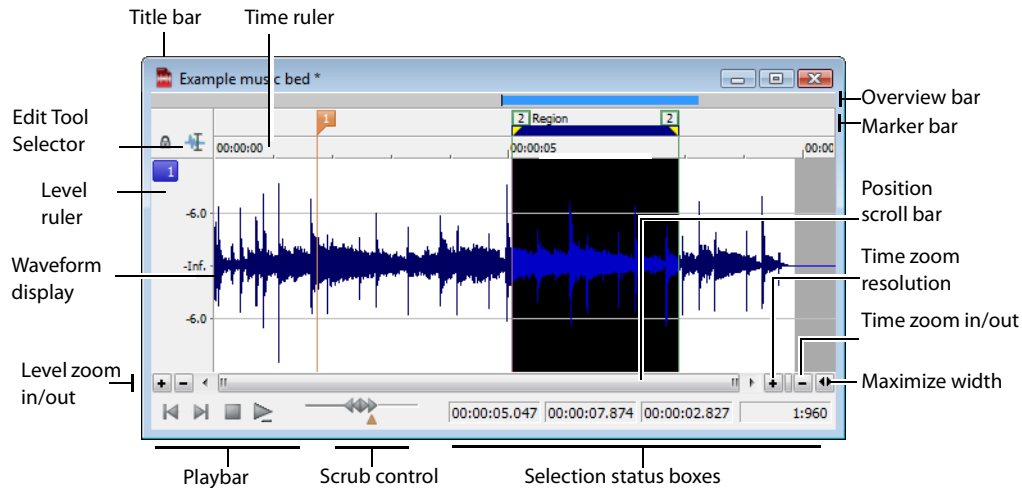 Title bar
Time ruler
Example music bed *
Overview bar
Marker bar
Edit Tool
Selector
1
2 Region 2
00:00:00
00:00:05
00:00
1
Level
ruler
-6.0
-Inf.
-6.0
Waveform
display
Position
scroll bar
Time zoom
resolution
Time zoom in/out
Level zoom
in/out
Maximize width
00:00:05.047 00:00:07.874 00:00:02.827 1:960
Playbar
Scrub control
Selection status boxes